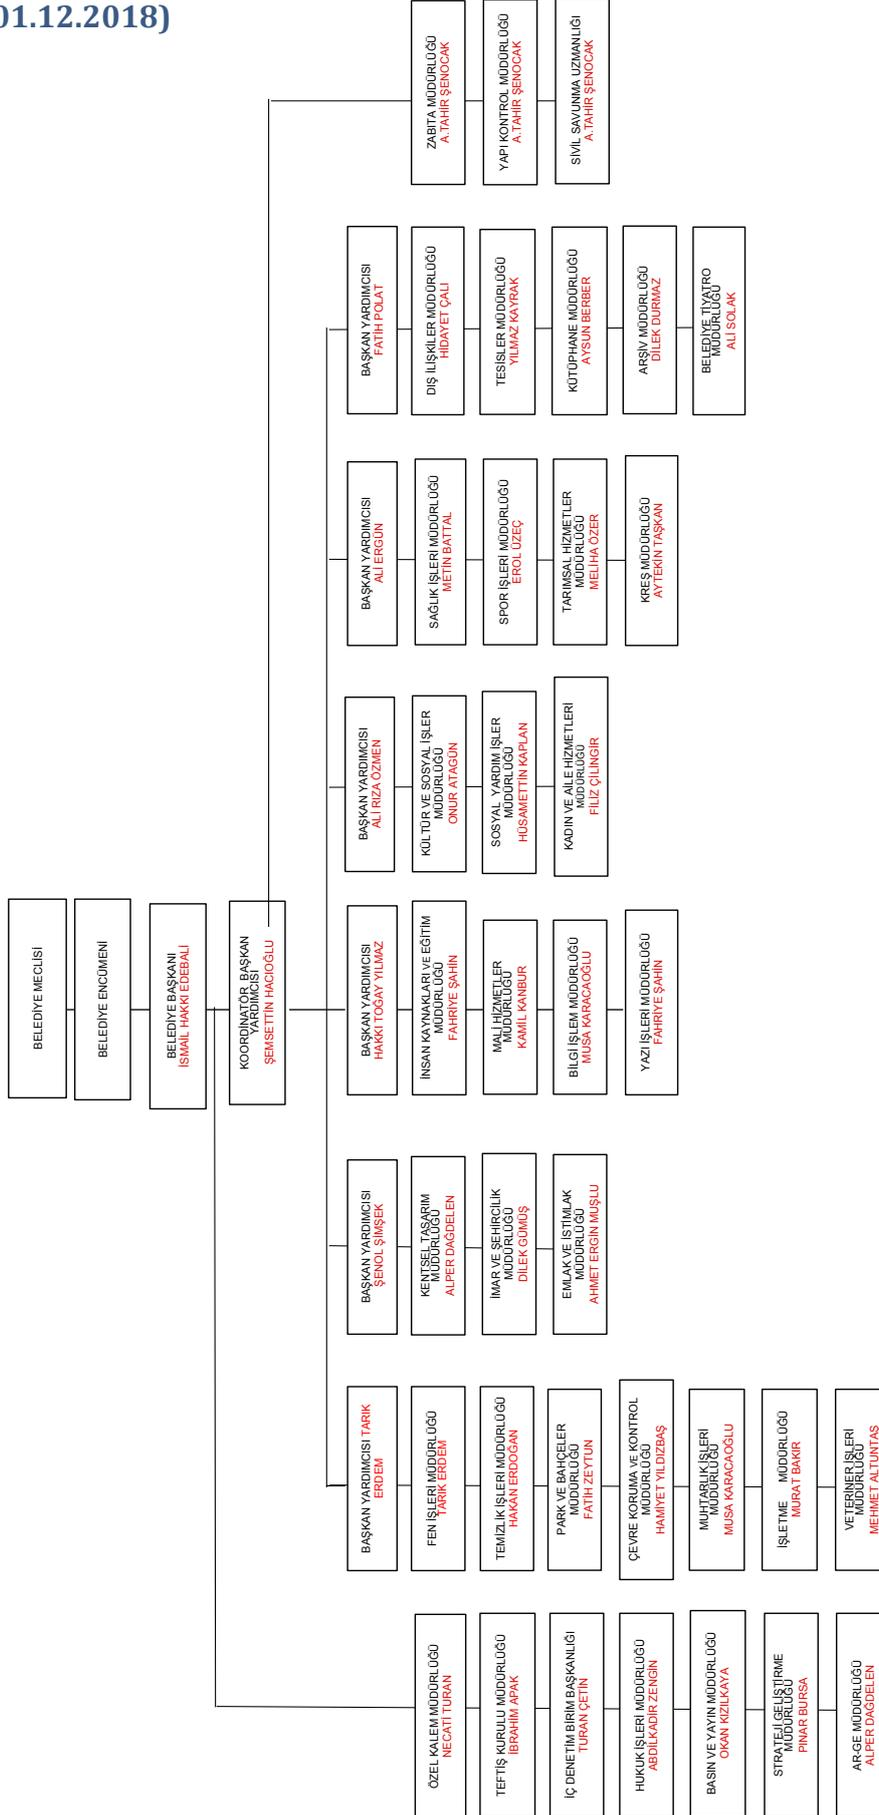 01.12.2018)
BELEDİYE MECLİSİ
BELEDİYE ENCÜMENİ
BELEDİYE BAŞKANI
İSMAİL HAKKI EDEBALİ
KOORDİNATÖR BAŞKAN
YARDIMCISI
ŞEMSETTİN HACIOĞLU
ÖZEL KALEM MÜDÜRLÜĞÜ
NECATİ TURAN
TEFTİŞ KURULU MÜDÜRLÜĞÜ
İBRAHİM APAK
İÇ DENETİM BİRİM BAŞKANLIĞI
TURAN ÇETİN
HUKUK İŞLERİ MÜDÜRLÜĞÜ
ABDİLKADİR ZENGİN
BASIN VE YAYIN MÜDÜRLÜĞÜ
OKAN KIZILKAYA
STRATEJİ GELİŞTİRME
MÜDÜRLÜĞÜ
PINAR BURSA
AR-GE MÜDÜRLÜĞÜ
ALPER DAĞDELEN
BAŞKAN YARDIMCISI TARIK
ERDEM
FEN İŞLERİ MÜDÜRLÜĞÜ
TARIK ERDEM
TEMİZLİK İŞLERİ MÜDÜRLÜĞÜ
HAKAN ERDOĞAN
PARK VE BAHÇELER
MÜDÜRLÜĞÜ
FATİH ZEYTUN
ÇEVRE KORUMA VE KONTROL
MÜDÜRLÜĞÜ
HAMİYET YILDIZBAŞ
MUHTARLIK İŞLERİ
MÜDÜRLÜĞÜ
MUSA KARACAOĞLU
İŞLETME MÜDÜRLÜĞÜ
MURAT BAKIR
VETERİNER İŞLERİ
MÜDÜRLÜĞÜ
MEHMET ALTUNTAŞ
BAŞKAN YARDIMCISI
ŞENOL ŞİMŞEK
KENTSEL TASARIM
MÜDÜRLÜĞÜ
ALPER DAĞDELEN
İMAR VE ŞEHİRCİLİK
MÜDÜRLÜĞÜ
DİLEK GÜMÜŞ
EMLAK VE İSTİMLAK
MÜDÜRLÜĞÜ
AHMET ERGİN MUŞLU
BAŞKAN YARDIMCISI
HAKKI TOGAY YILMAZ
İNSAN KAYNAKLARI VE EĞİTİM
MÜDÜRLÜĞÜ
FAHRİYE ŞAHİN
MALİ HİZMETLER
MÜDÜRLÜĞÜ
KAMİL KANBUR
BİLGİ İŞLEM MÜDÜRLÜĞÜ
MUSA KARACAOĞLU
YAZI İŞLERİ MÜDÜRLÜĞÜ
FAHRİYE ŞAHİN
BAŞKAN YARDIMCISI
ALİ RIZA ÖZMEN
KÜLTÜR VE SOSYAL İŞLER
MÜDÜRLÜĞÜ
ONUR ATAGÜN
SOSYAL YARDIM İŞLER
MÜDÜRLÜĞÜ
HÜSAMETTİN KAPLAN
KADIN VE AİLE HİZMETLERİ
MÜDÜRLÜĞÜ
FİLİZ ÇİLİNGİR
BAŞKAN YARDIMCISI
ALİ ERGÜN
SAĞLIK İŞLERİ MÜDÜRLÜĞÜ
METİN BATTAL
SPOR İŞLERİ MÜDÜRLÜĞÜ
EROL ÜZEÇ
TARIMSAL HİZMETLER
MÜDÜRLÜĞÜ
MELİHA ÖZER
KREŞ MÜDÜRLÜĞÜ
AYTEKİN TAŞKAN
BAŞKAN YARDIMCISI
FATİH POLAT
DIŞ İLİŞKİLER MÜDÜRLÜĞÜ
HİDAYET ÇALI
TESİSLER MÜDÜRLÜĞÜ
YILMAZ KAYRAK
KÜTÜPHANE MÜDÜRLÜĞÜ
AYSUN BERBER
ARŞİV MÜDÜRLÜĞÜ
DİLEK DURMAZ
BELEDİYE TİYATRO
MÜDÜRLÜĞÜ
ALİ SOLAK
ZABITA MÜDÜRLÜĞÜ
A.TAHİR ŞENOCAK
YAPI KONTROL MÜDÜRLÜĞÜ
A.TAHİR ŞENOCAK
SİVİL SAVUNMA UZMANLIĞI
A.TAHİR ŞENOCAK